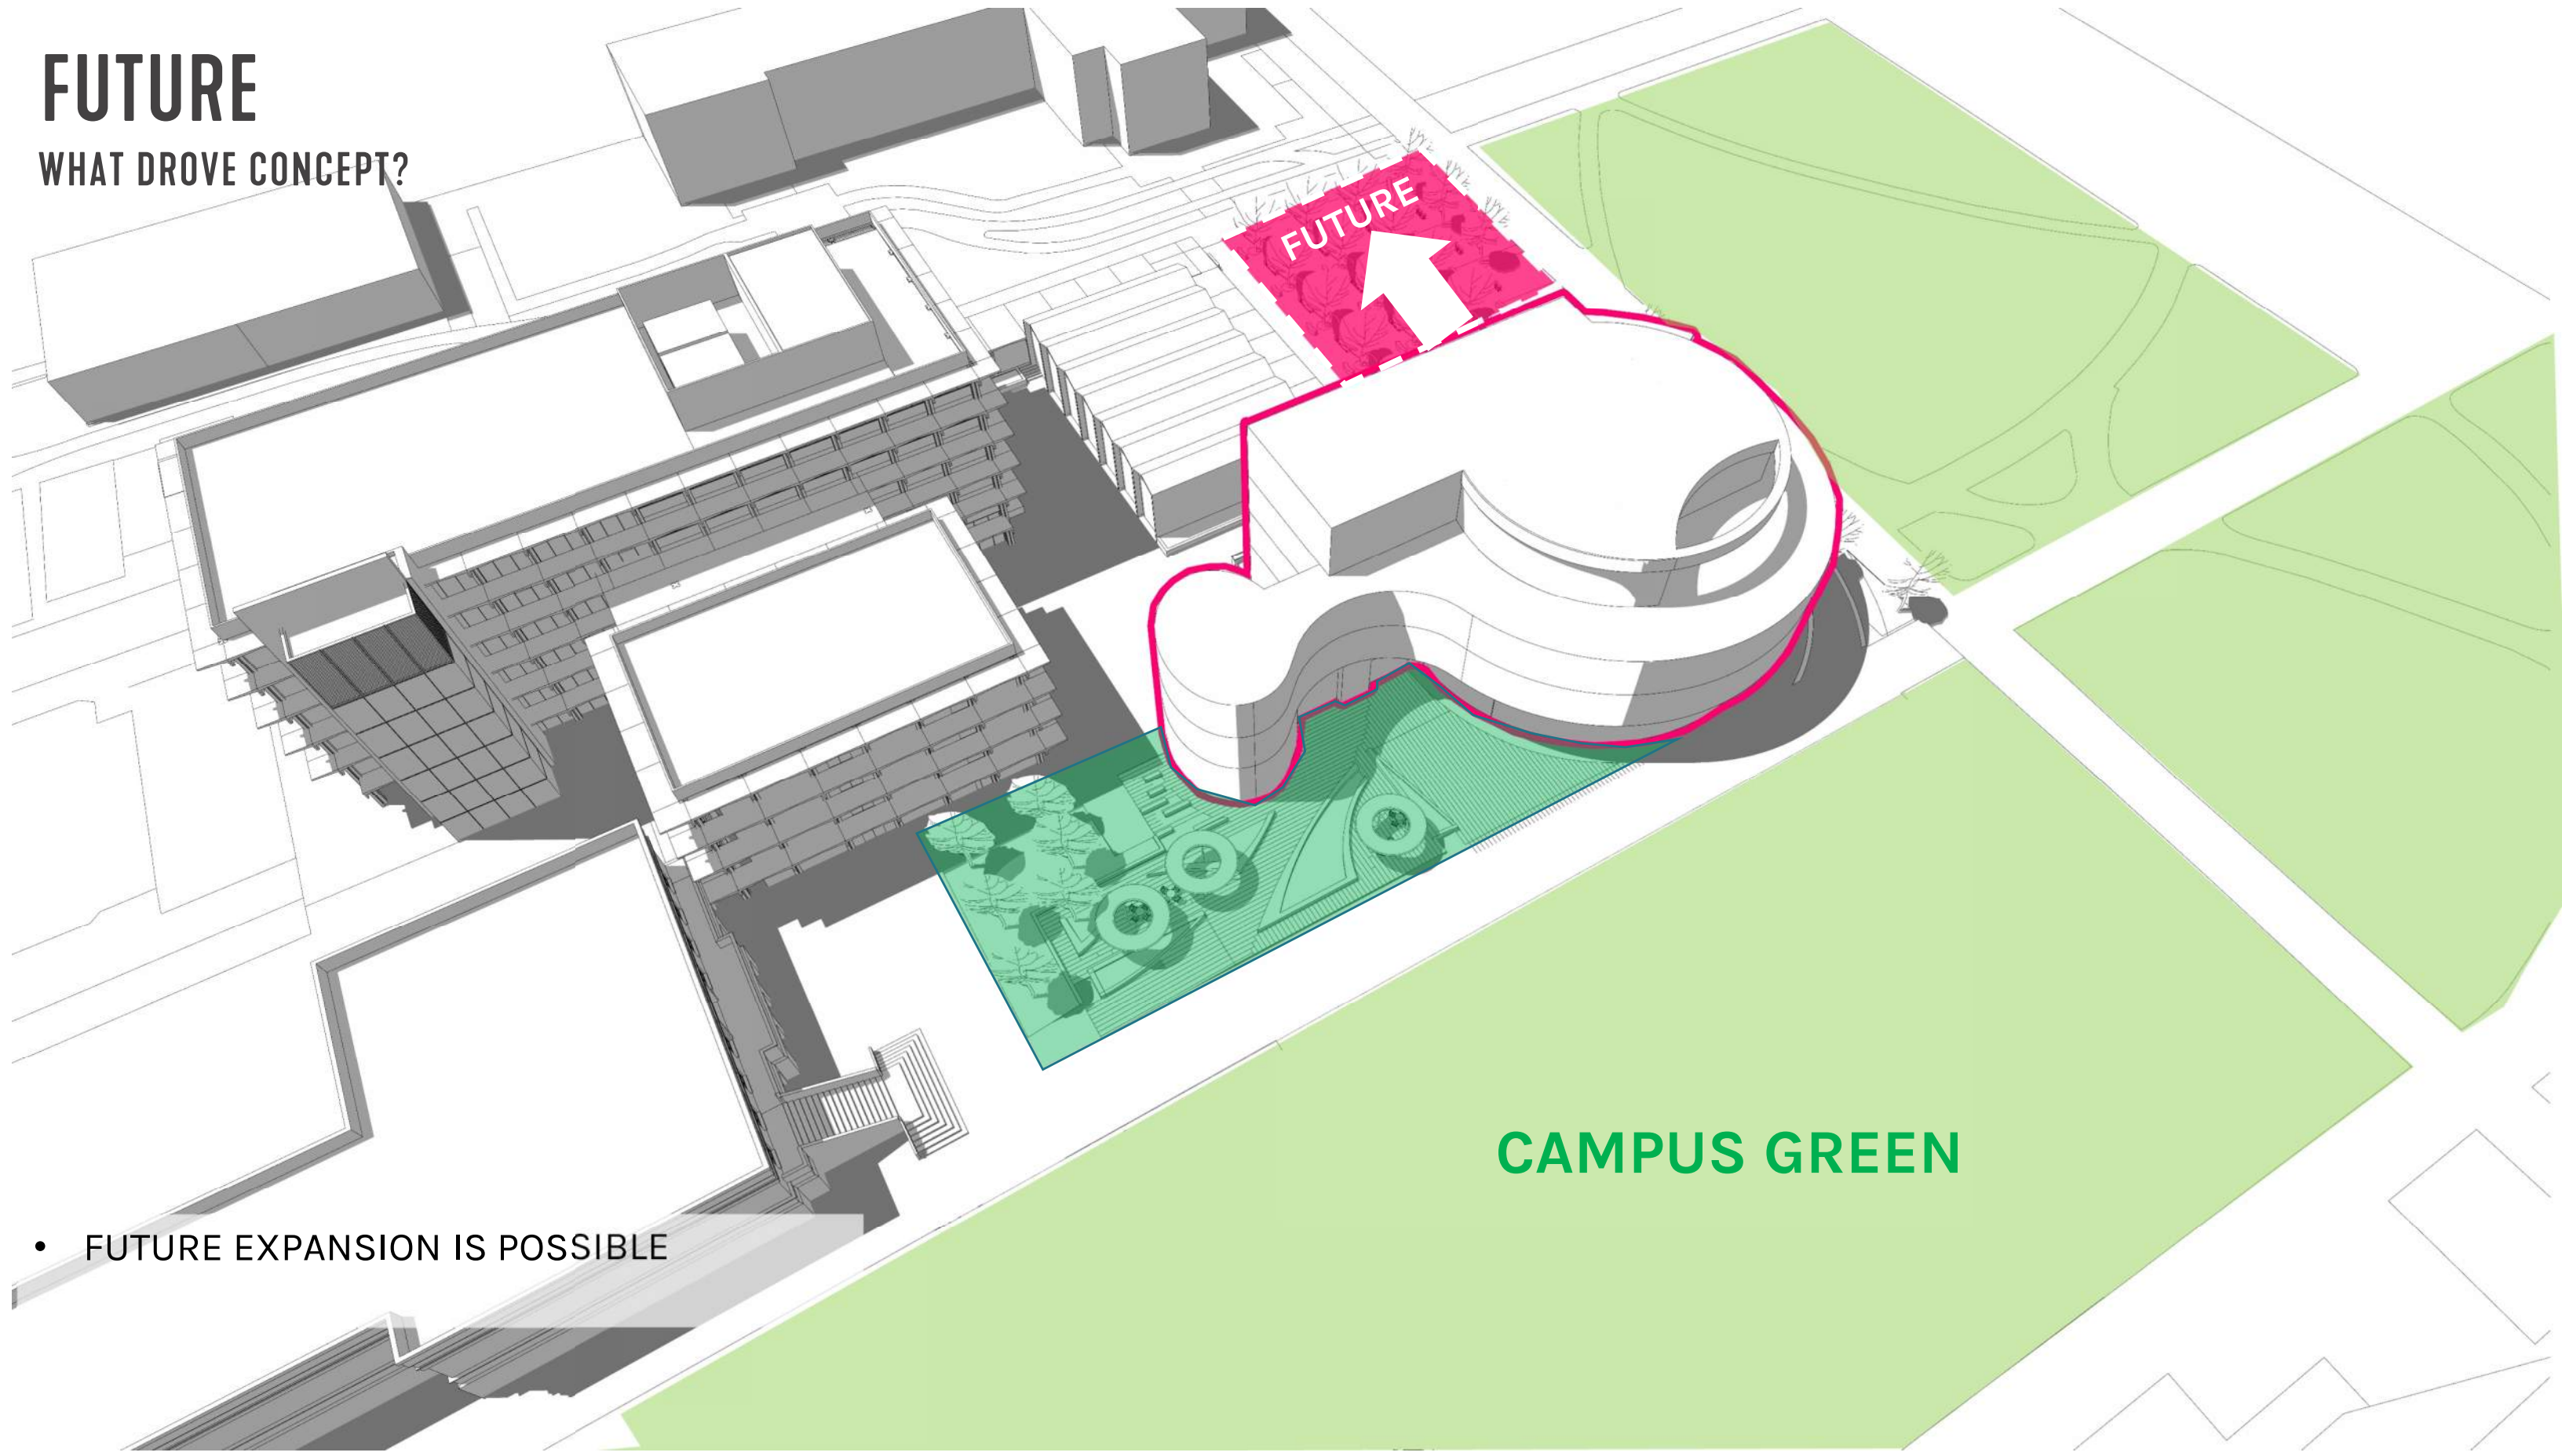 FUTURE
WHAT DROVE CONCEPT?
FUTURE
CAMPUS GREEN
• FUTURE EXPANSION IS POSSIBLE